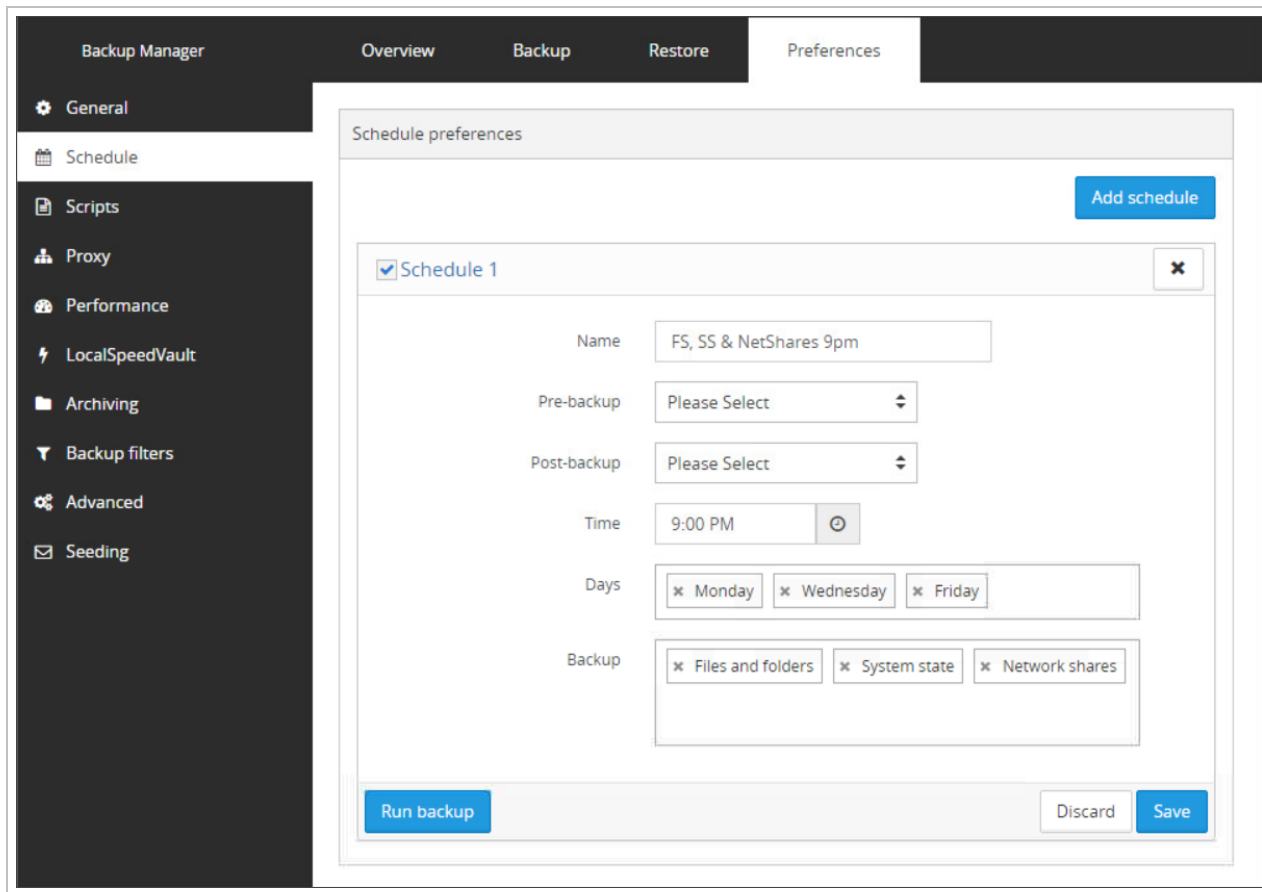 Backup Manager Overview Backup Restore Preferences
General
Schedule
Scripts
Proxy
Performance
LocalSpeedVault
Archiving
Backup filters
Advanced
Seeding
Schedule preferences
Add schedule
Schedule 1
Name FS, SS & NetShares 9pm
Pre-backup Please Select
Post-backup Please Select
Time 9:00 PM
Days Monday Wednesday Friday
Backup Files and folders System state Network shares
Run backup Discard Save